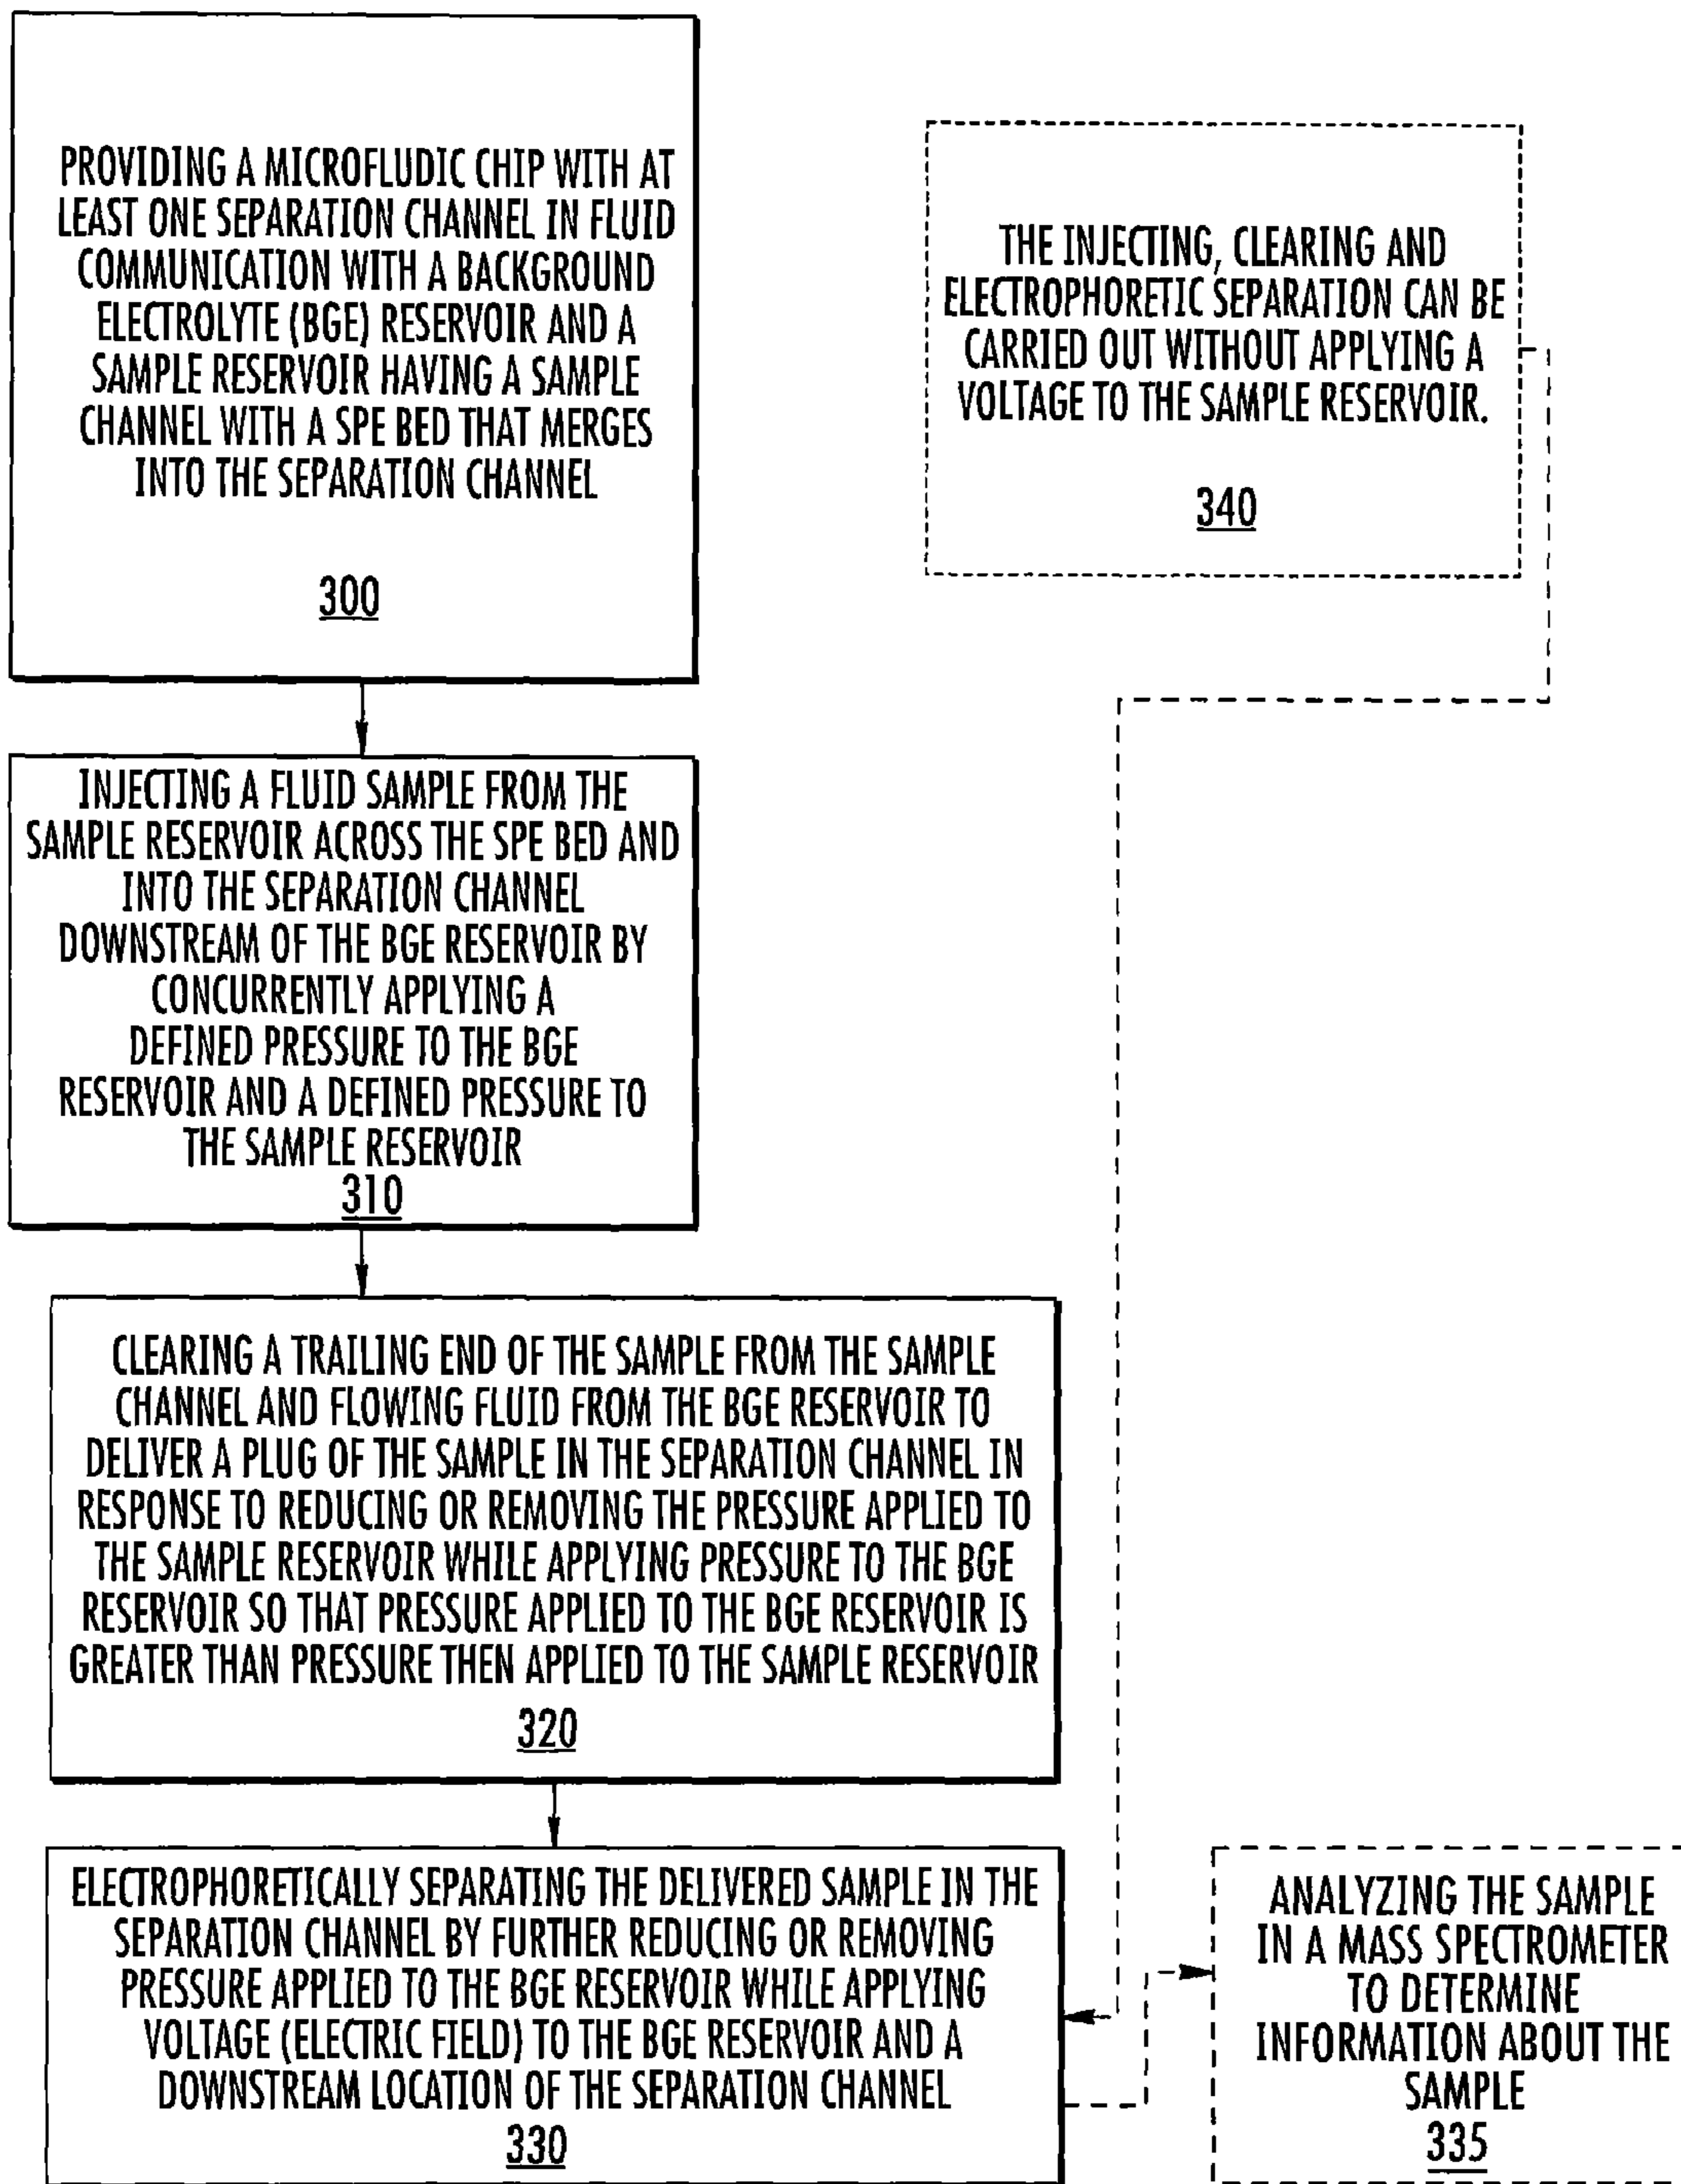 PROVIDING A MICROFLUDIC CHIP WITH AT
LEAST ONE SEPARATION CHANNEL IN FLUID
COMMUNICATION WITH A BACKGROUND
ELECTROLYTE (BGE) RESERVOIR AND A
SAMPLE RESERVOIR HAVING A SAMPLE
CHANNEL WITH A SPE BED THAT MERGES
INTO THE SEPARATION CHANNEL
300
THE INJECTING, CLEARING AND
ELECTROPHORETIC SEPARATION CAN BE
CARRIED OUT WITHOUT APPLYING A
VOLTAGE TO THE SAMPLE RESERVOIR.
340
INJECTING A FLUID SAMPLE FROM THE
SAMPLE RESERVOIR ACROSS THE SPE BED AND
INTO THE SEPARATION CHANNEL
DOWNSTREAM OF THE BGE RESERVOIR BY
CONCURRENTLY APPLYING A
DEFINED PRESSURE TO THE BGE
RESERVOIR AND A DEFINED PRESSURE TO
THE SAMPLE RESERVOIR
310
CLEARING A TRAILING END OF THE SAMPLE FROM THE SAMPLE
CHANNEL AND FLOWING FLUID FROM THE BGE RESERVOIR TO
DELIVER A PLUG OF THE SAMPLE IN THE SEPARATION CHANNEL IN
RESPONSE TO REDUCING OR REMOVING THE PRESSURE APPLIED TO
THE SAMPLE RESERVOIR WHILE APPLYING PRESSURE TO THE BGE
RESERVOIR SO THAT PRESSURE APPLIED TO THE BGE RESERVOIR IS
GREATER THAN PRESSURE THEN APPLIED TO THE SAMPLE RESERVOIR
320
ELECTROPHORETICALLY SEPARATING THE DELIVERED SAMPLE IN THE
SEPARATION CHANNEL BY FURTHER REDUCING OR REMOVING
PRESSURE APPLIED TO THE BGE RESERVOIR WHILE APPLYING
VOLTAGE (ELECTRIC FIELD) TO THE BGE RESERVOIR AND A
DOWNSTREAM LOCATION OF THE SEPARATION CHANNEL
330
ANALYZING THE SAMPLE
IN A MASS SPECTROMETER
TO DETERMINE
INFORMATION ABOUT THE
SAMPLE
335